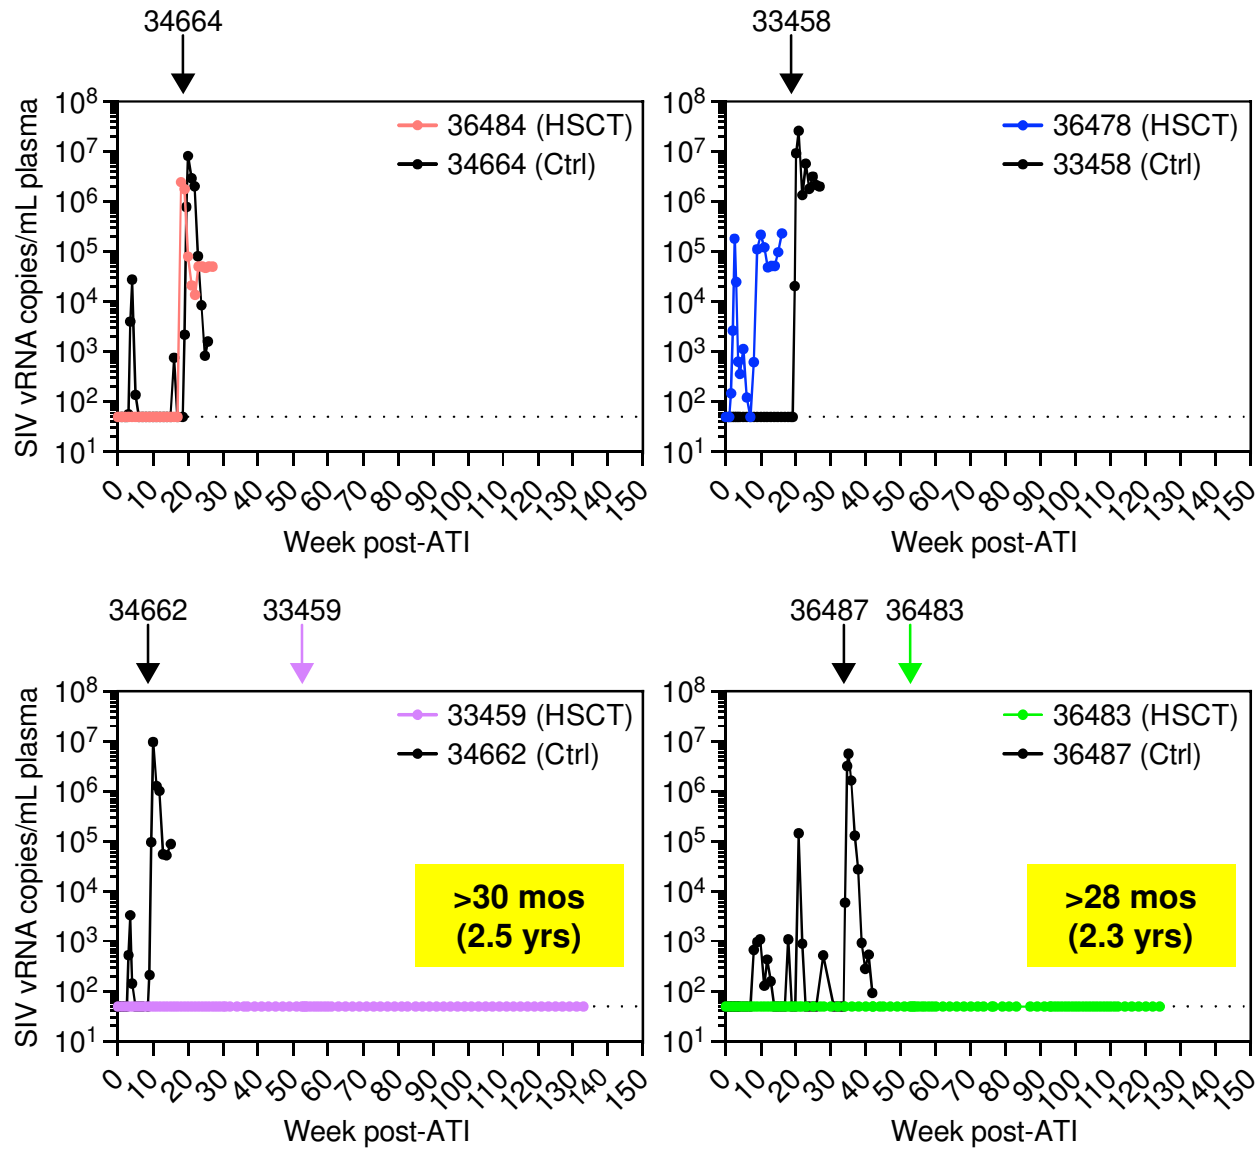 34664
33458
SIV vRNA copies/mL plasma
10⁸
10⁷
10⁶
10⁵
10⁴
10³
10²
10¹
36484 (HSCT)
34664 (Ctrl)
0 10 20 30 40 50 60 70 80 90 100 110 120 130 140 150
Week post-ATI
10⁸
10⁷
10⁶
10⁵
10⁴
10³
10²
10¹
36478 (HSCT)
33458 (Ctrl)
0 10 20 30 40 50 60 70 80 90 100 110 120 130 140 150
Week post-ATI
34662
33459
36487
36483
SIV vRNA copies/mL plasma
10⁸
10⁷
10⁶
10⁵
10⁴
10³
10²
10¹
33459 (HSCT)
34662 (Ctrl)
>30 mos
(2.5 yrs)
0 10 20 30 40 50 60 70 80 90 100 110 120 130 140 150
Week post-ATI
10⁸
10⁷
10⁶
10⁵
10⁴
10³
10²
10¹
36483 (HSCT)
36487 (Ctrl)
>28 mos
(2.3 yrs)
0 10 20 30 40 50 60 70 80 90 100 110 120 130 140 150
Week post-ATI